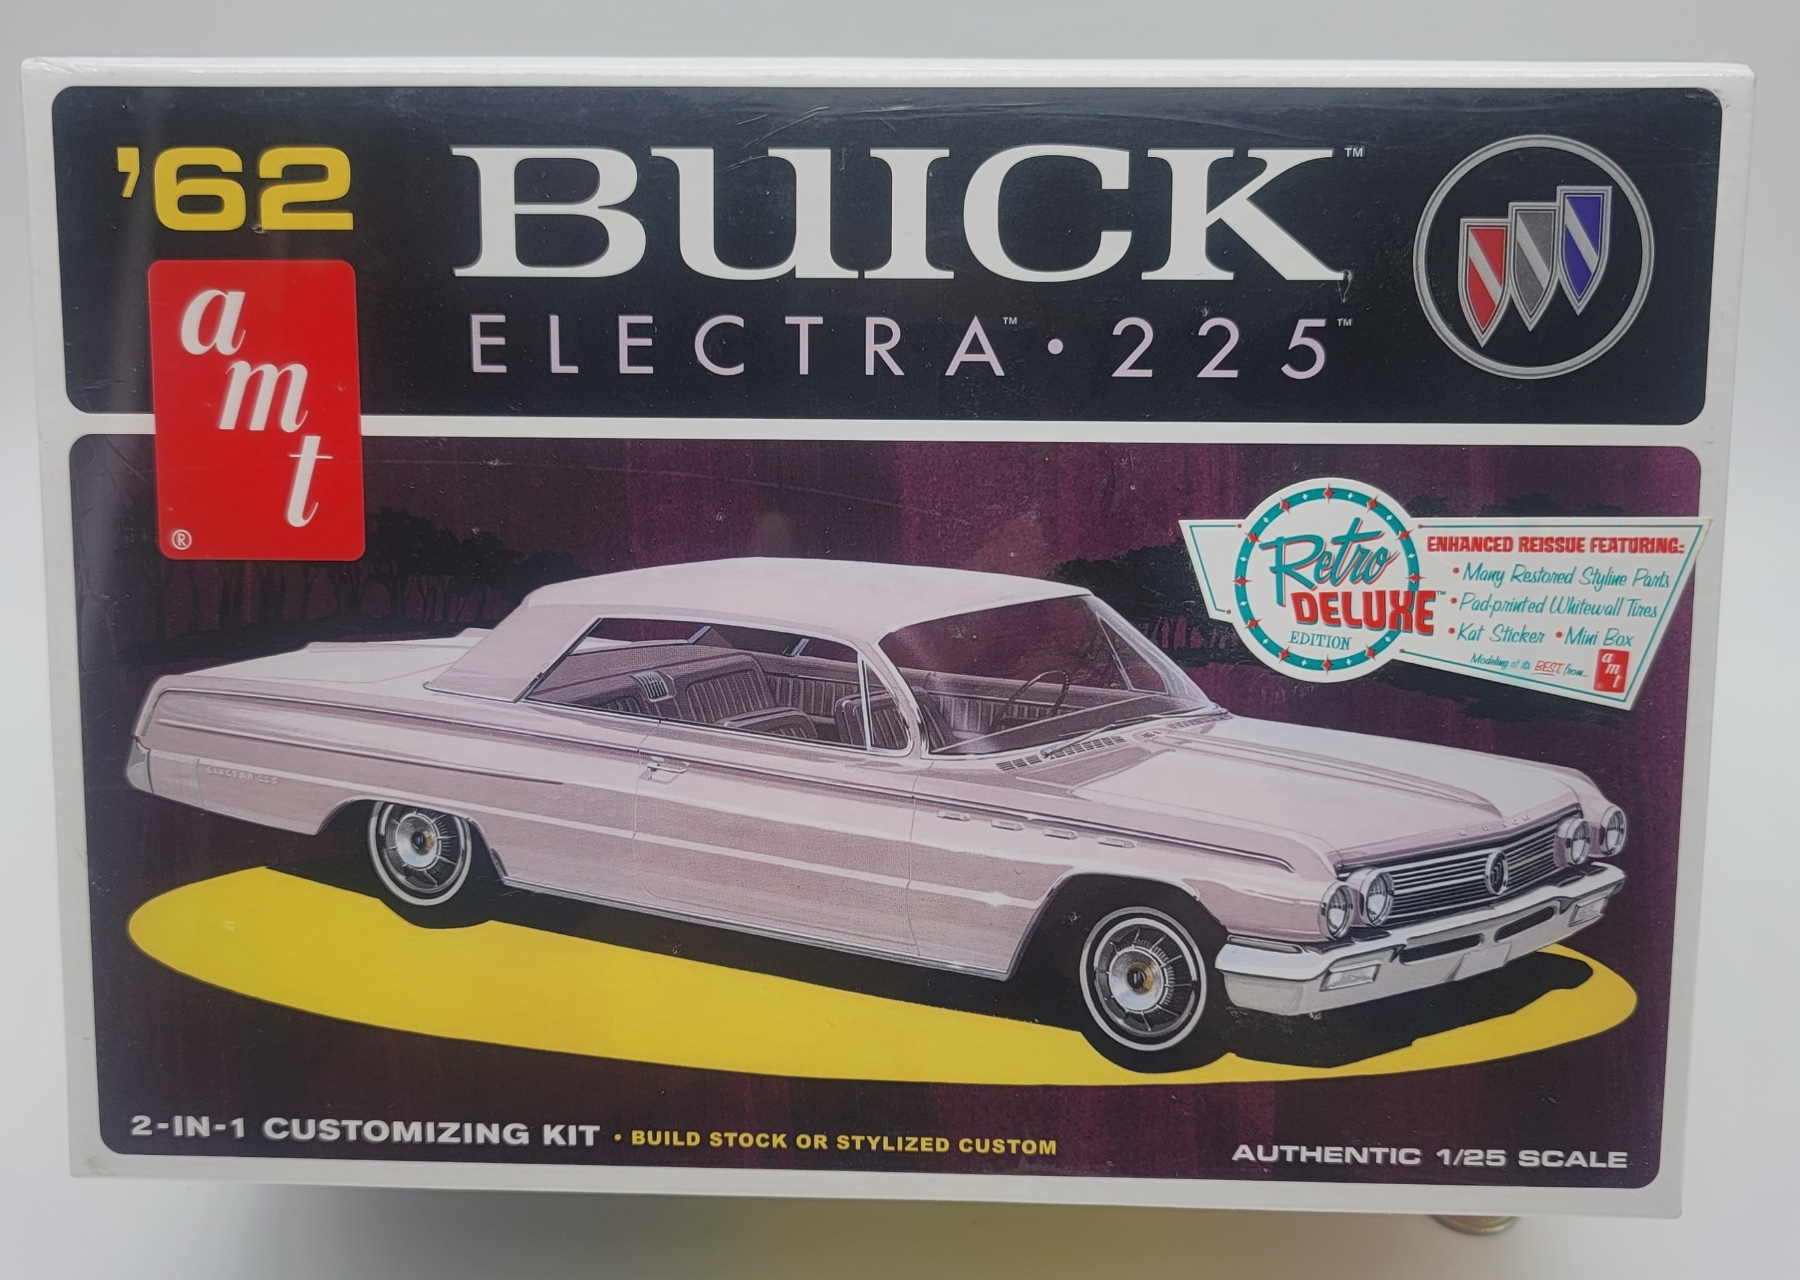 '62
BUICK™
ELECTRA™•225™
amt
®
Retro
DELUXE™
EDITION
ENHANCED REISSUE FEATURING:
• Many Restored Styline Parts
• Pad-printed Whitewall Tires
• Kat Sticker • Mini Box
Modeling at its BEST from...
amt
ELECTRA 225
BUICK
2-IN-1 CUSTOMIZING KIT • BUILD STOCK OR STYLIZED CUSTOM
AUTHENTIC 1/25 SCALE